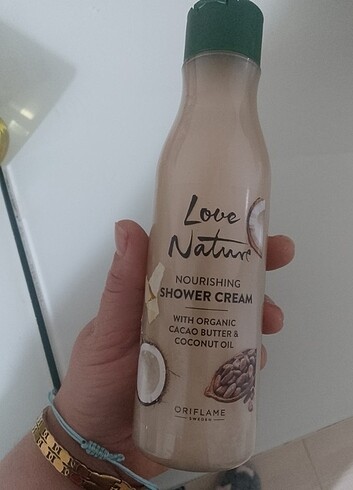 Love
Nature
NOURISHING
SHOWER CREAM
WITH ORGANIC
CACAO BUTTER &
COCONUT OIL
ORIFLAME
SWEDEN